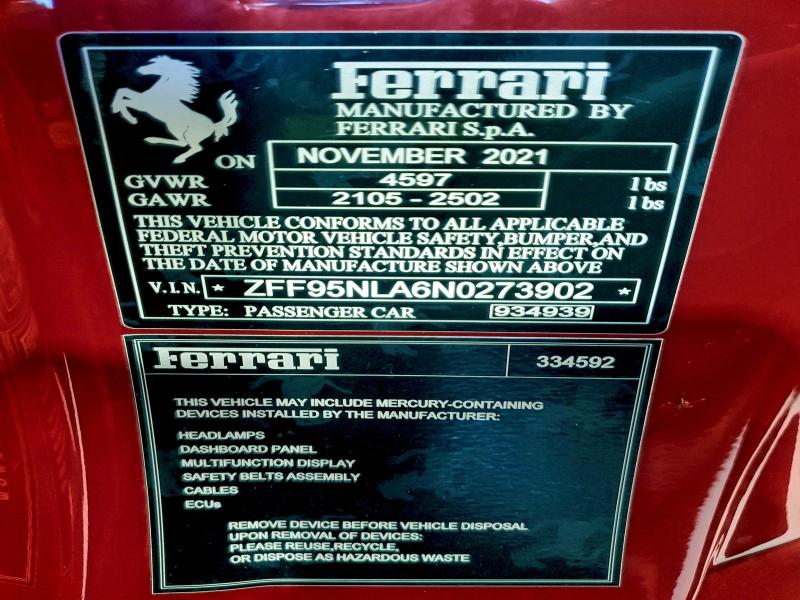 Ferrari
MANUFACTURED BY
FERRARI S.p.A.
ON NOVEMBER 2021
GVWR 4597 lbs
GAWR 2105 - 2502 lbs
THIS VEHICLE CONFORMS TO ALL APPLICABLE
FEDERAL MOTOR VEHICLE SAFETY,BUMPER,AND
THEFT PREVENTION STANDARDS IN EFFECT ON
THE DATE OF MANUFACTURE SHOWN ABOVE
V.I.N. * ZFF95NLA6N0273902 *
TYPE: PASSENGER CAR 934939
Ferrari 334592
THIS VEHICLE MAY INCLUDE MERCURY-CONTAINING
DEVICES INSTALLED BY THE MANUFACTURER:
HEADLAMPS
DASHBOARD PANEL
MULTIFUNCTION DISPLAY
SAFETY BELTS ASSEMBLY
CABLES
ECUs
REMOVE DEVICE BEFORE VEHICLE DISPOSAL
UPON REMOVAL OF DEVICES:
PLEASE REUSE,RECYCLE,
OR DISPOSE AS HAZARDOUS WASTE